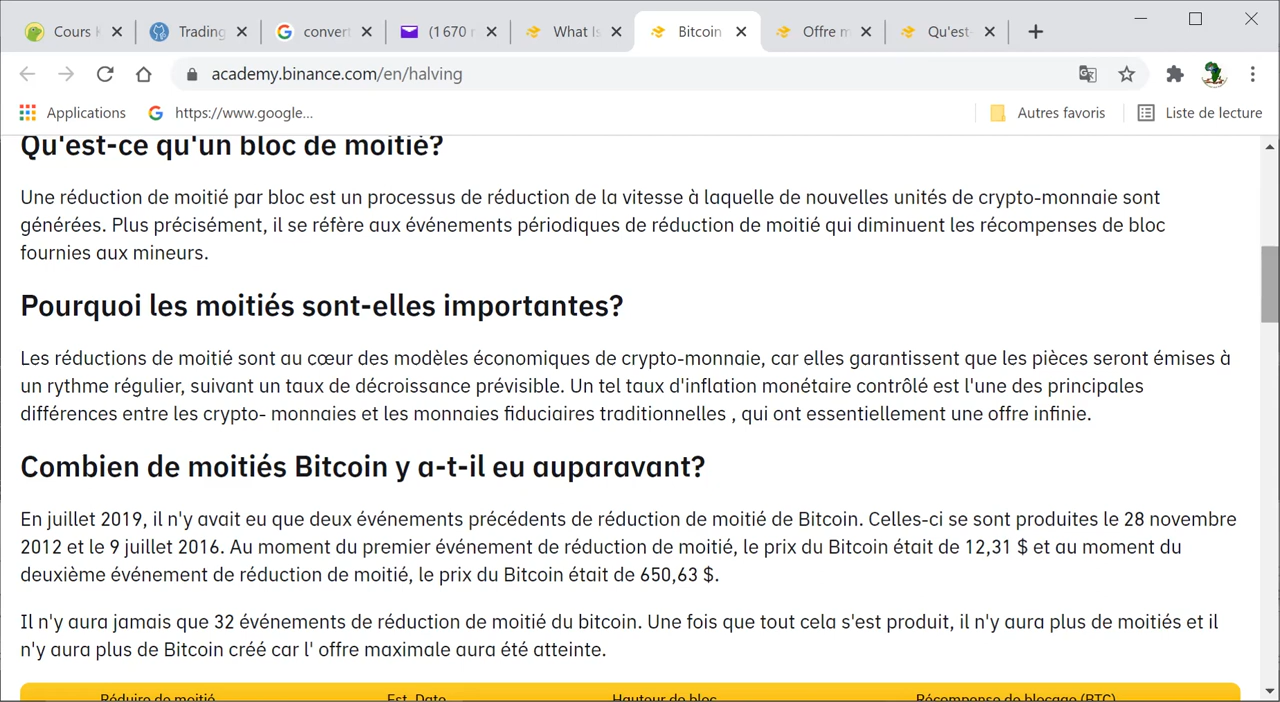 Cours
Trading
convert
(1 670
What Is
Bitcoin
Offre
Qu'est-
academy.binance.com/en/halving
Applications
https://www.google...
Autres favoris
Liste de lecture
Qu'est-ce qu'un bloc de moitié?
Une réduction de moitié par bloc est un processus de réduction de la vitesse à laquelle de nouvelles unités de crypto-monnaie sont
générées. Plus précisément, il se réfère aux événements périodiques de réduction de moitié qui diminuent les récompenses de bloc
fournies aux mineurs.
Pourquoi les moitiés sont-elles importantes?
Les réductions de moitié sont au cœur des modèles économiques de crypto-monnaie, car elles garantissent que les pièces seront émises à
un rythme régulier, suivant un taux de décroissance prévisible. Un tel taux d'inflation monétaire contrôlé est l'une des principales
différences entre les crypto- monnaies et les monnaies fiduciaires traditionnelles , qui ont essentiellement une offre infinie.
Combien de moitiés Bitcoin y a-t-il eu auparavant?
En juillet 2019, il n'y avait eu que deux événements précédents de réduction de moitié de Bitcoin. Celles-ci se sont produites le 28 novembre
2012 et le 9 juillet 2016. Au moment du premier événement de réduction de moitié, le prix du Bitcoin était de 12,31 $ et au moment du
deuxième événement de réduction de moitié, le prix du Bitcoin était de 650,63 $.
Il n'y aura jamais que 32 événements de réduction de moitié du bitcoin. Une fois que tout cela s'est produit, il n'y aura plus de moitiés et il
n'y aura plus de Bitcoin créé car l' offre maximale aura été atteinte.
Réduire de moitié
Est. Date
Hauteur de bloc
Récompense de blocage (BTC)